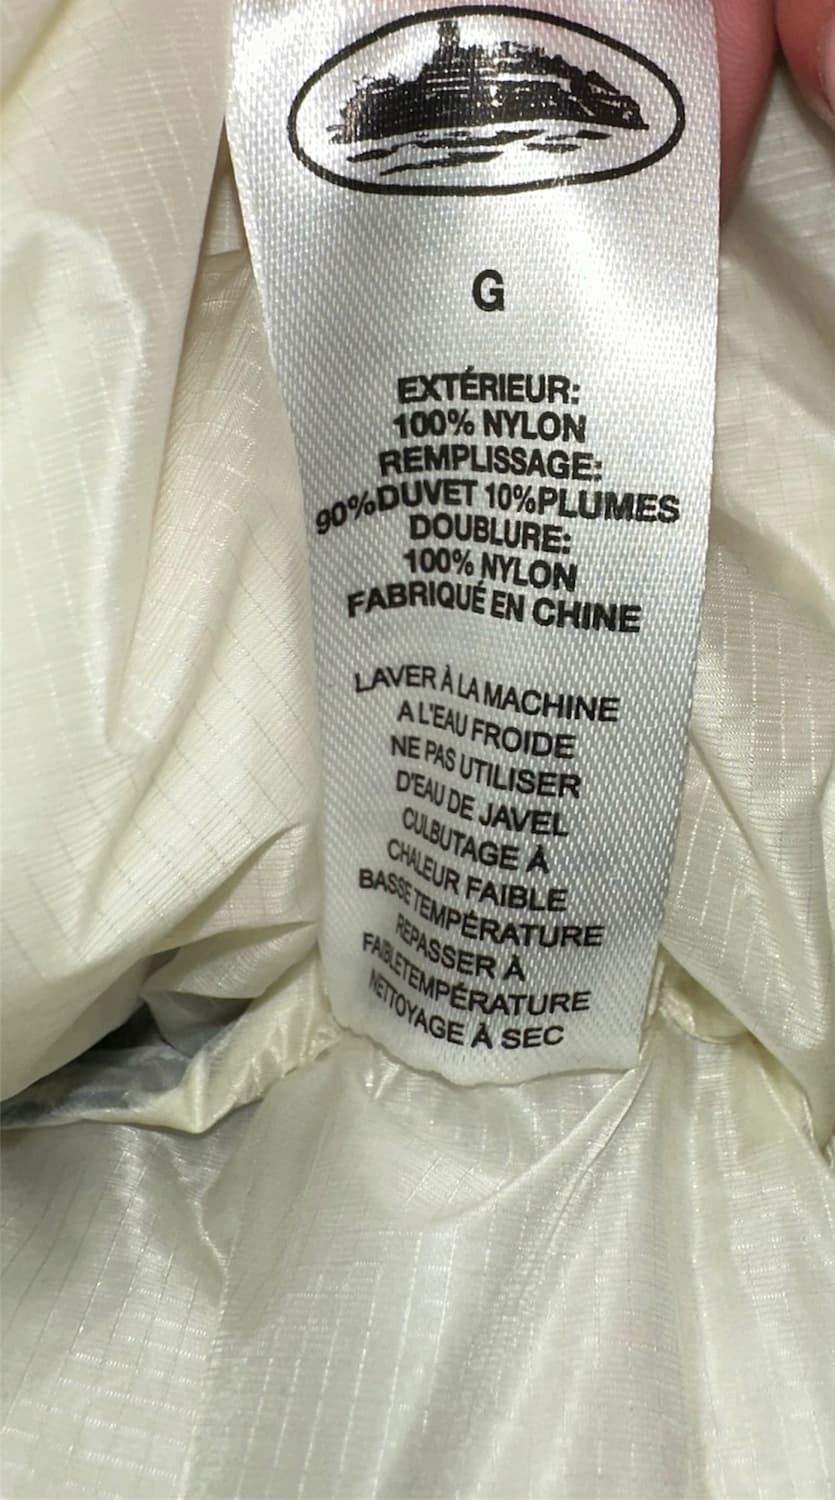 G
EXTÉRIEUR:
100% NYLON
REMPLISSAGE:
90%DUVET 10%PLUMES
DOUBLURE:
100% NYLON
FABRIQUÉ EN CHINE
LAVER À LA MACHINE
A L'EAU FROIDE
NE PAS UTILISER
D'EAU DE JAVEL
CULBUTAGE À
CHALEUR FAIBLE
BASSE TEMPÉRATURE
REPASSER À
FAIBLETEMPÉRATURE
NETTOYAGE À SEC